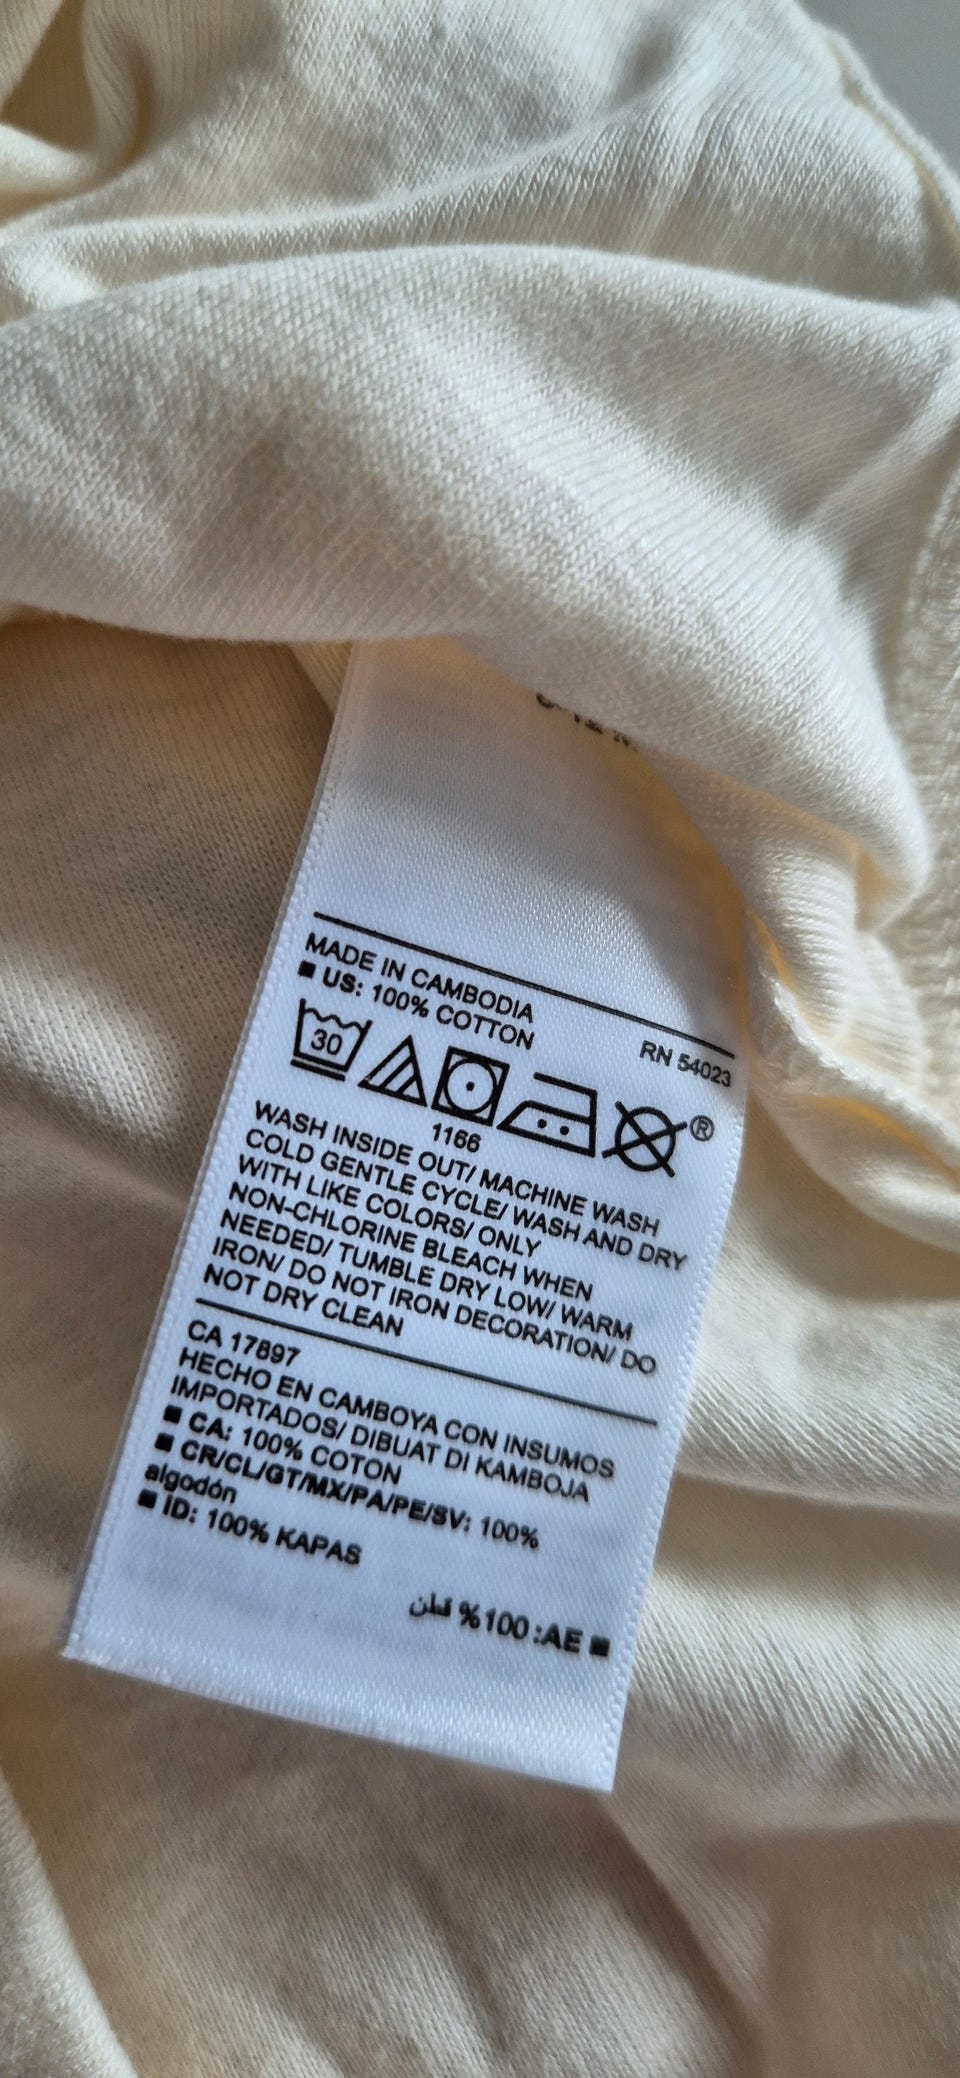 MADE IN CAMBODIA
■ US: 100% COTTON
RN 54023
30
®
1166
WASH INSIDE OUT/ MACHINE WASH
COLD GENTLE CYCLE/ WASH AND DRY
WITH LIKE COLORS/ ONLY
NON-CHLORINE BLEACH WHEN
NEEDED/ TUMBLE DRY LOW/ WARM
IRON/ DO NOT IRON DECORATION/ DO
NOT DRY CLEAN
CA 17897
HECHO EN CAMBOYA CON INSUMOS
IMPORTADOS/ DIBUAT DI KAMBOJA
■ CA: 100% COTON
■ CR/CL/GT/MX/PA/PE/SV: 100%
algodón
■ ID: 100% KAPAS
■ AE: 100% قطن